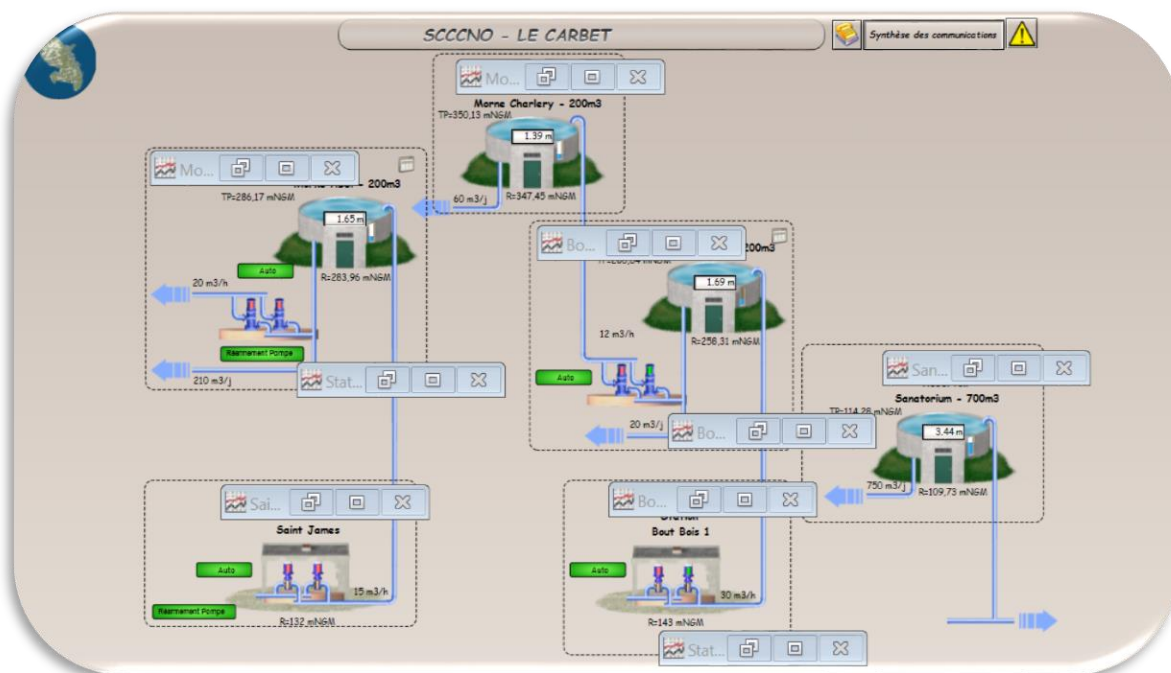 SCCCNO - LE CARBET
Synthèse des communications
Mo...
Morne Charlery - 200m3
TP=350,13 mNGM
1.39 m
R=347,45 mNGM
60 m3/j
Mo...
- 200m3
TP=286,17 mNGM
1.65 m
R=283,96 mNGM
Auto
20 m3/h
Réarmement Pompe
210 m3/j
Stat...
Bo...
200m3
1.69 m
R=258,31 mNGM
12 m3/h
Auto
20 m3/j
Bo...
San...
Sanatorium - 700m3
TP=114,28 mNGM
3.44 m
750 m3/j
R=109,73 mNGM
Sai...
Saint James
Auto
15 m3/h
Réarmement Pompe
R=132 mNGM
Bo...
Station
Bout Bois 1
Auto
30 m3/h
R=143 mNGM
Stat...